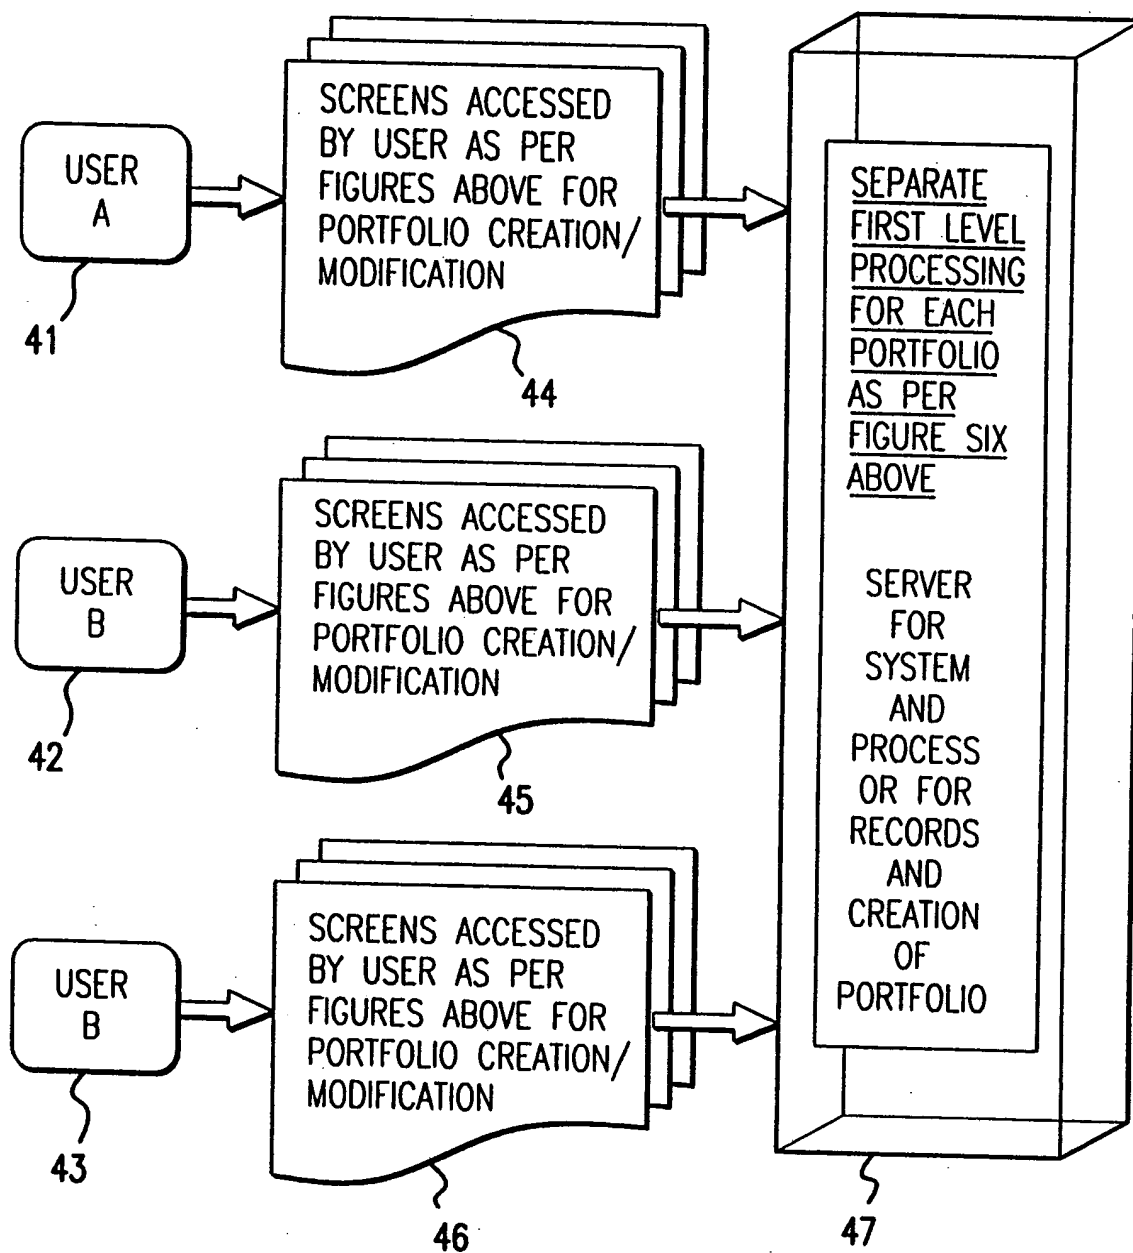 USER
A
41
SCREENS ACCESSED
BY USER AS PER
FIGURES ABOVE FOR
PORTFOLIO CREATION/
MODIFICATION
44
USER
B
42
SCREENS ACCESSED
BY USER AS PER
FIGURES ABOVE FOR
PORTFOLIO CREATION/
MODIFICATION
45
USER
B
43
SCREENS ACCESSED
BY USER AS PER
FIGURES ABOVE FOR
PORTFOLIO CREATION/
MODIFICATION
46
SEPARATE
FIRST LEVEL
PROCESSING
FOR EACH
PORTFOLIO
AS PER
FIGURE SIX
ABOVE
SERVER
FOR
SYSTEM
AND
PROCESS
OR FOR
RECORDS
AND
CREATION
OF
PORTFOLIO
47